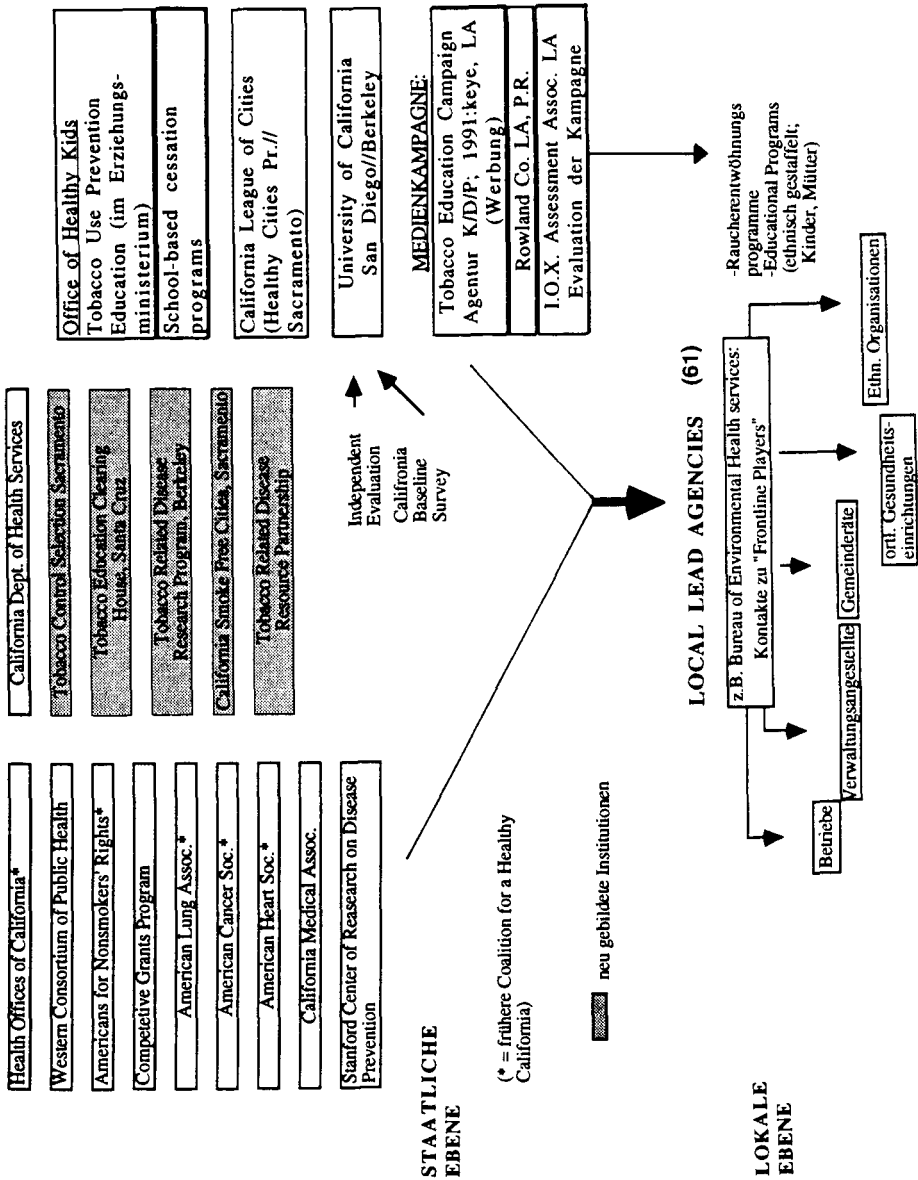 Health Offices of California*
Western Consortium of Public Health
Americans for Nonsmokers' Rights*
Competetive Grants Program
American Lung Assoc.*
American Cancer Soc.*
American Heart Soc.*
California Medical Assoc.
Stanford Center of Reasearch on Disease
Prevention
California Dept. of Health Services
Tobacco Control Selection Sacramento
Tobacco Education Clearing
House, Santa Cruz
Tobacco Related Disease
Research Program, Berkeley
California Smoke Free Cities, Sacramento
Tobacco Related Disease
Resource Partnership
Office of Healthy Kids
Tobacco Use Prevention
Education (im Erziehungs-
ministerium)
School-based cessation
programs
California League of Cities
(Healthy Cities Pr.//
Sacramento)
Independent
Evaluation
Califronia
Baseline
Survey
University of California
San Diego//Berkeley
MEDIENKAMPAGNE:
Tobacco Education Campaign
Agentur K/D/P; 1991:keye, LA
(Werbung)
Rowland Co. LA, P.R.
I.O.X. Assessment Assoc. LA
Evaluation der Kampagne
STAATLICHE
EBENE
(* = frühere Coalition for a Healthy
California)
neu gebildete Institutionen
LOKALE
EBENE
LOCAL LEAD AGENCIES (61)
z.B. Bureau of Environmental Health services:
Kontakte zu "Frontline Players"
-Raucherentwöhnungs
programme
-Educational Programs
(ethnisch gestaffelt;
Kinder, Mütter)
Betriebe
Verwaltungsangestellte
Gemeinderäte
ortl. Gesundheits-
einrichtungen
Ethn. Organisationen